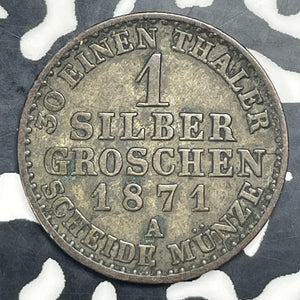 30 EINEN THALER
1
SILBER
GROSCHEN
1871
A
SCHEIDE MÜNZE